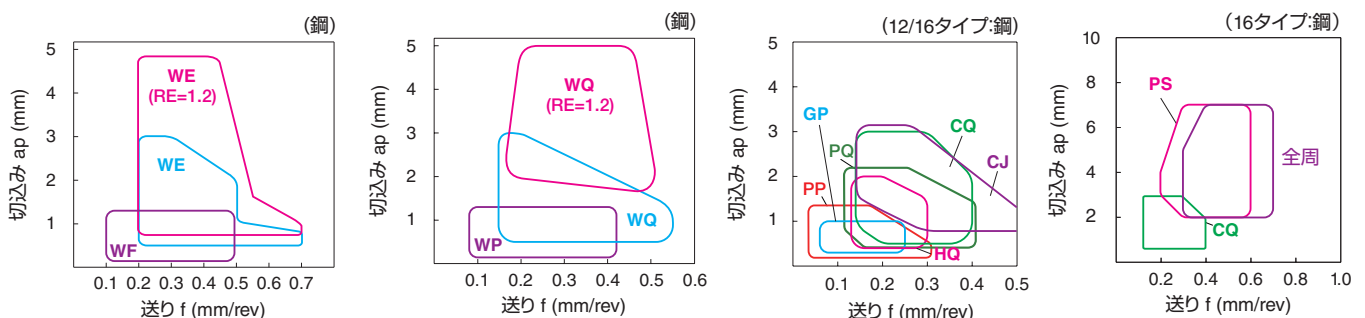 (鋼)
切込み ap (mm)
5
4
3
2
1
WE
(RE=1.2)
WE
WF
0.1 0.2 0.3 0.4 0.5 0.6 0.7
送り f (mm/rev)
(鋼)
切込み ap (mm)
5
4
3
2
1
WQ
(RE=1.2)
WQ
WP
0.1 0.2 0.3 0.4 0.5 0.6
送り f (mm/rev)
(12/16タイプ:鋼)
切込み ap (mm)
5
4
3
2
1
GP
CQ
PQ
CJ
PP
HQ
0.1 0.2 0.3 0.4 0.5
送り f (mm/rev)
(16タイプ:鋼)
切込み ap (mm)
10
8
6
4
2
PS
全周
CQ
0.2 0.4 0.6 0.8 1.0
送り f (mm/rev)